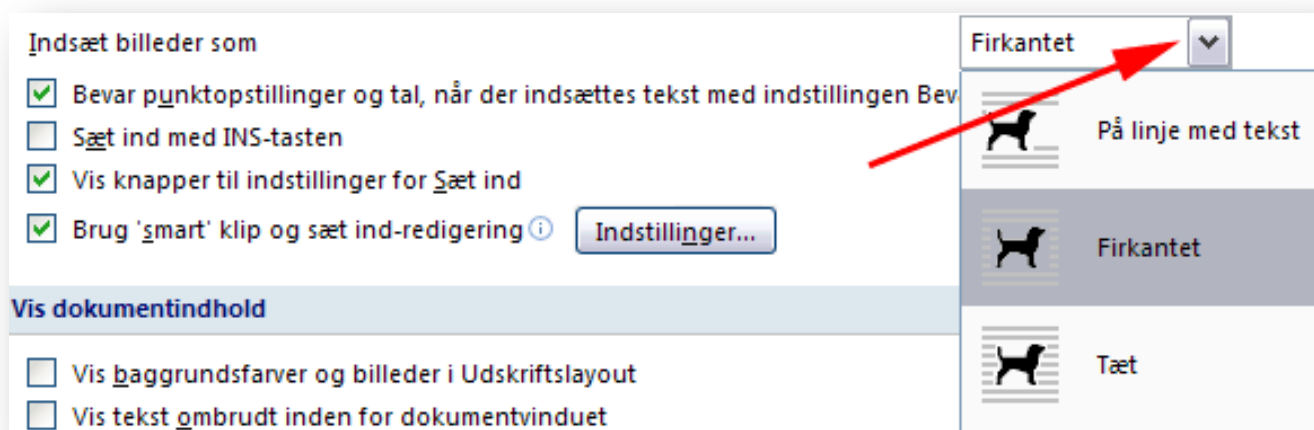 Indsæt billeder som Firkantet
Bevar punktopstillinger og tal, når der indsættes tekst med indstillingen Bev
På linje med tekst
Sæt ind med INS-tasten
Vis knapper til indstillinger for Sæt ind
Brug 'smart' klip og sæt ind-redigering Indstillinger...
Firkantet
Vis dokumentindhold
Tæt
Vis baggrundsfarver og billeder i Udskriftslayout
Vis tekst ombrudt inden for dokumentvinduet